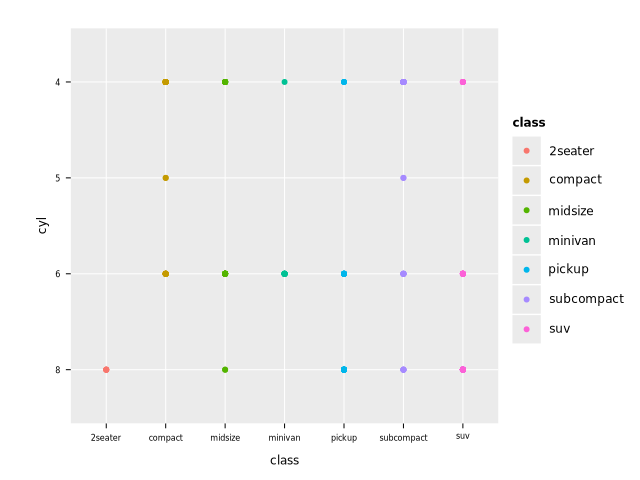 4
5
6
8
cyl
2seater
compact
midsize
minivan
pickup
subcompact
suv
class
class
2seater
compact
midsize
minivan
pickup
subcompact
suv